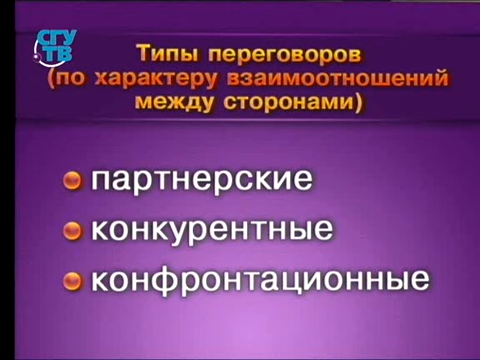 СГУ
ТВ
Типы переговоров
(по характеру взаимоотношений
между сторонами)
партнерские
конкурентные
конфронтационные